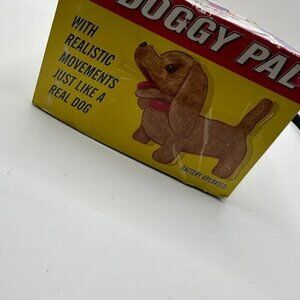 DOGGY PAL
WITH
REALISTIC
MOVEMENTS
JUST LIKE A
REAL DOG
BATTERY OPERATED